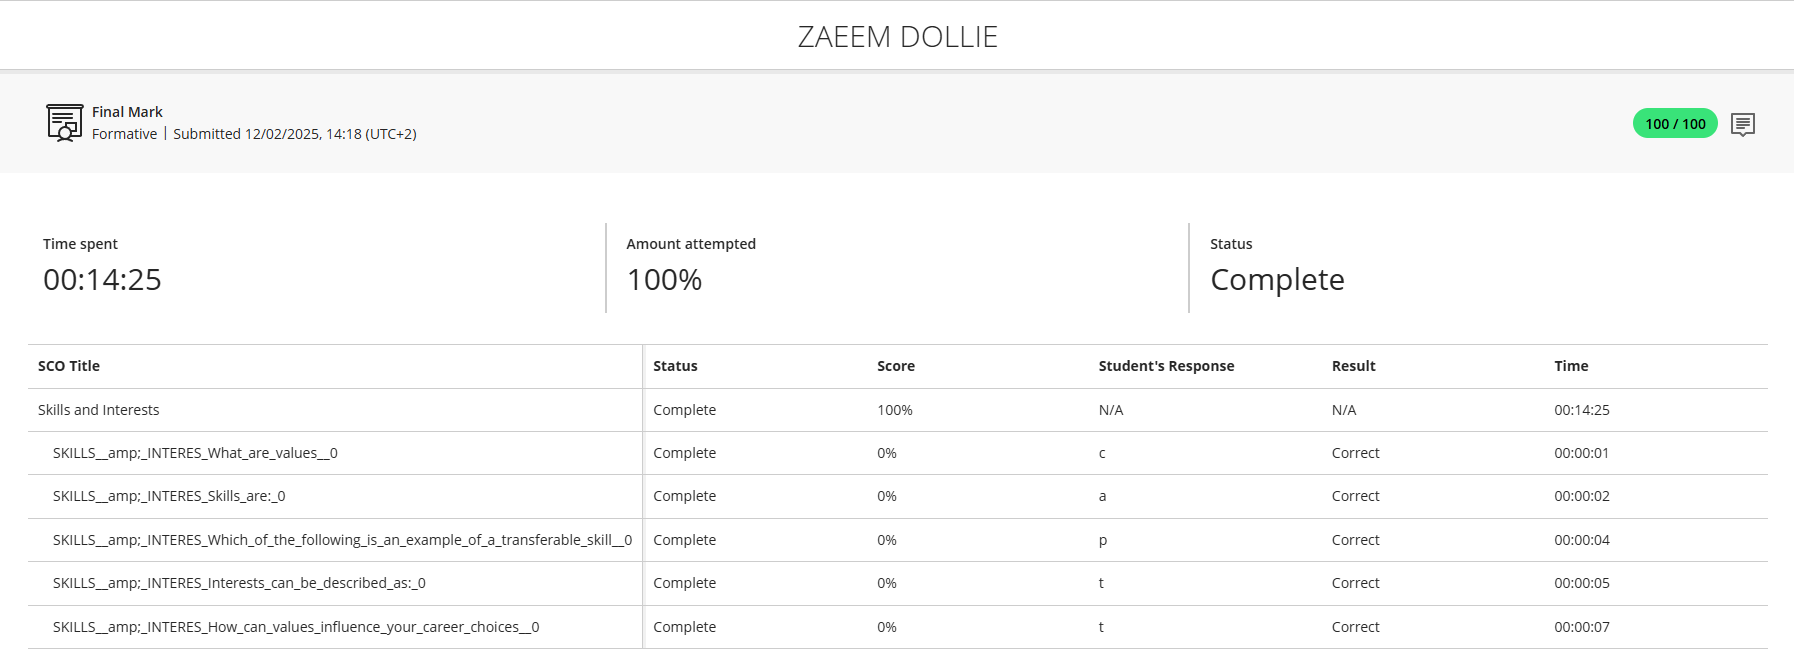 ZAEEM DOLLIE
Final Mark
Formative | Submitted 12/02/2025, 14:18 (UTC+2)
100 / 100
Time spent
00:14:25
Amount attempted
100%
Status
Complete
SCO Title Status Score Student's Response Result Time
Skills and Interests Complete 100% N/A N/A 00:14:25
SKILLS__amp;_INTERES_What_are_values__0 Complete 0% c Correct 00:00:01
SKILLS__amp;_INTERES_Skills_are:_0 Complete 0% a Correct 00:00:02
SKILLS__amp;_INTERES_Which_of_the_following_is_an_example_of_a_transferable_skill__0 Complete 0% p Correct 00:00:04
SKILLS__amp;_INTERES_Interests_can_be_described_as:_0 Complete 0% t Correct 00:00:05
SKILLS__amp;_INTERES_How_can_values_influence_your_career_choices__0 Complete 0% t Correct 00:00:07